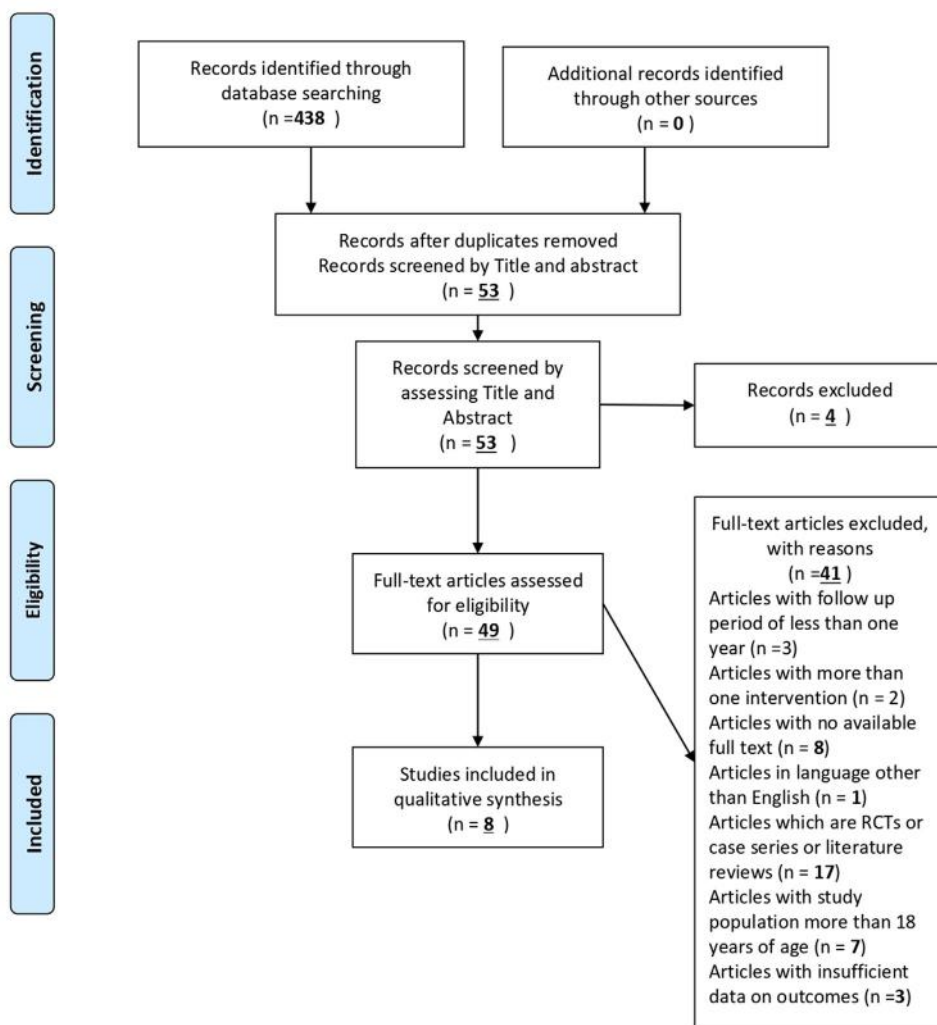 Identification
Records identified through
database searching
(n =438 )
Additional records identified
through other sources
(n = 0 )
Screening
Records after duplicates removed
Records screened by Title and abstract
(n = 53 )
Records screened by
assessing Title and
Abstract
(n = 53 )
Records excluded
(n = 4 )
Eligibility
Full-text articles assessed
for eligibility
(n = 49 )
Full-text articles excluded,
with reasons
(n =41 )
Articles with follow up
period of less than one
year (n =3)
Articles with more than
one intervention (n = 2)
Articles with no available
full text (n = 8)
Articles in language other
than English (n = 1)
Articles which are RCTs or
case series or literature
reviews (n = 17)
Articles with study
population more than 18
years of age (n = 7)
Articles with insufficient
data on outcomes (n =3)
Included
Studies included in
qualitative synthesis
(n = 8 )